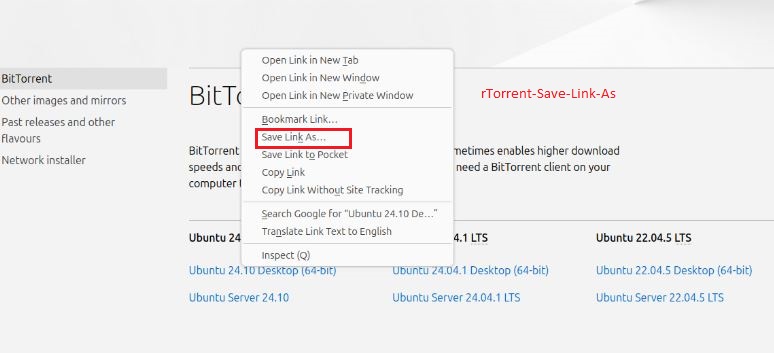 BitTorrent
Other images and mirrors
Past releases and other
flavours
Network installer
BitTo
rTorrent-Save-Link-As
Open Link in New Tab
Open Link in New Window
Open Link in New Private Window
Bookmark Link…
Save Link As…
Save Link to Pocket
Copy Link
Copy Link Without Site Tracking
Search Google for “Ubuntu 24.10 De…”
Translate Link Text to English
Inspect (Q)
BitTorrent metimes enables higher download
speeds and need a BitTorrent client on your
computer
Ubuntu 24 .04.1 LTS Ubuntu 22.04.5 LTS
Ubuntu 24.10 Desktop (64-bit) Ubuntu 24.04.1 Desktop (64-bit) Ubuntu 22.04.5 Desktop (64-bit)
Ubuntu Server 24.10 Ubuntu Server 24.04.1 LTS Ubuntu Server 22.04.5 LTS